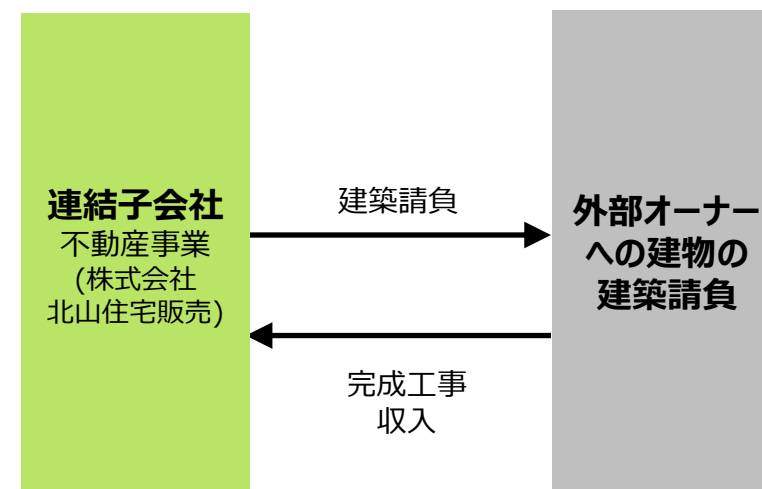 連結子会社
不動産事業
(株式会社
北山住宅販売)
建築請負
完成工事
収入
外部オーナー
への建物の
建築請負